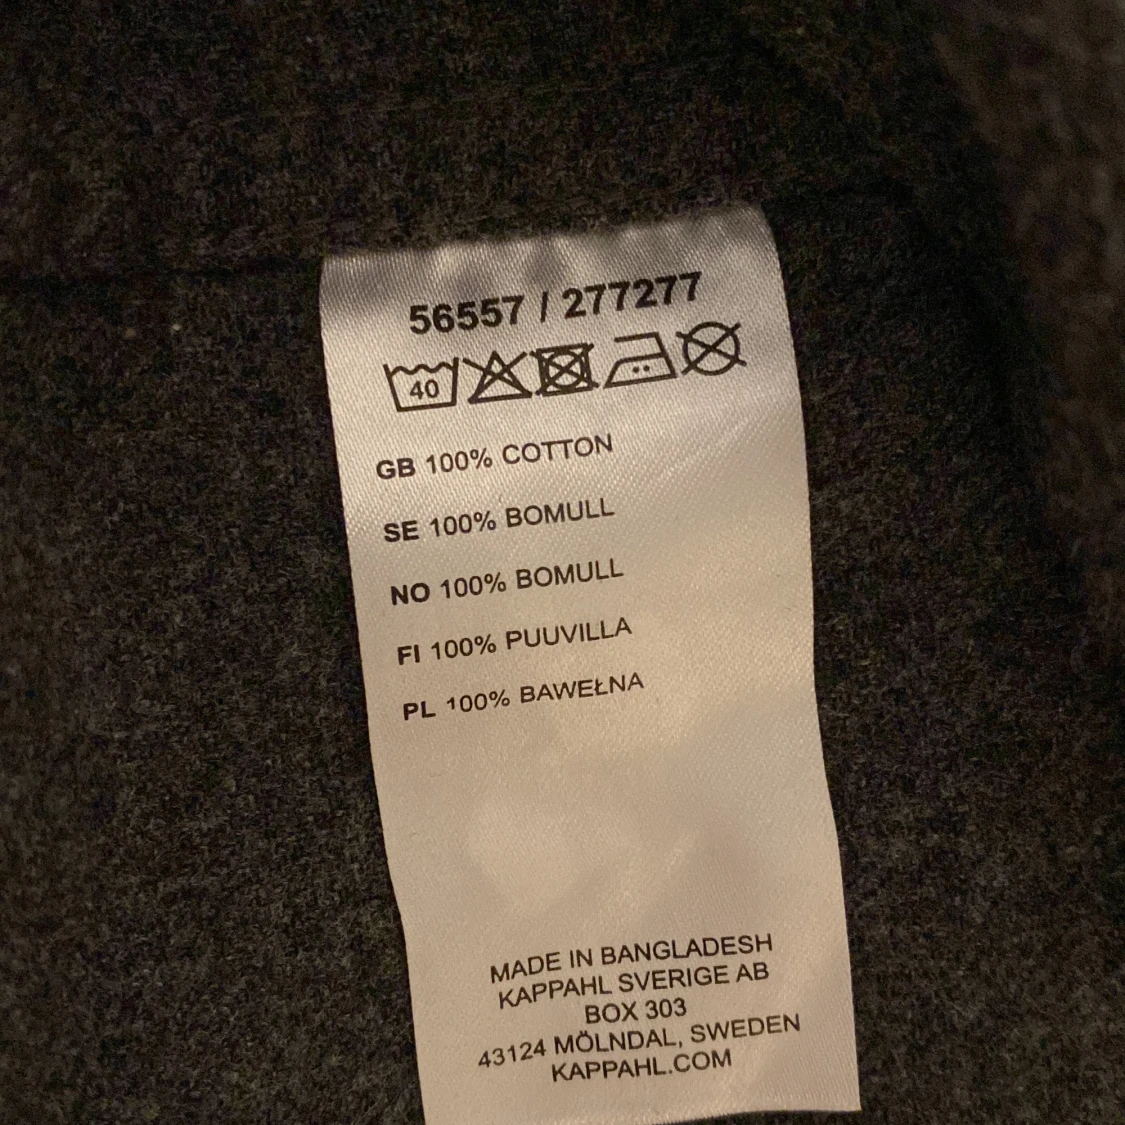 56557 / 277277
40
GB 100% COTTON
SE 100% BOMULL
NO 100% BOMULL
FI 100% PUUVILLA
PL 100% BAWEŁNA
MADE IN BANGLADESH
KAPPAHL SVERIGE AB
BOX 303
43124 MÖLNDAL, SWEDEN
KAPPAHL.COM